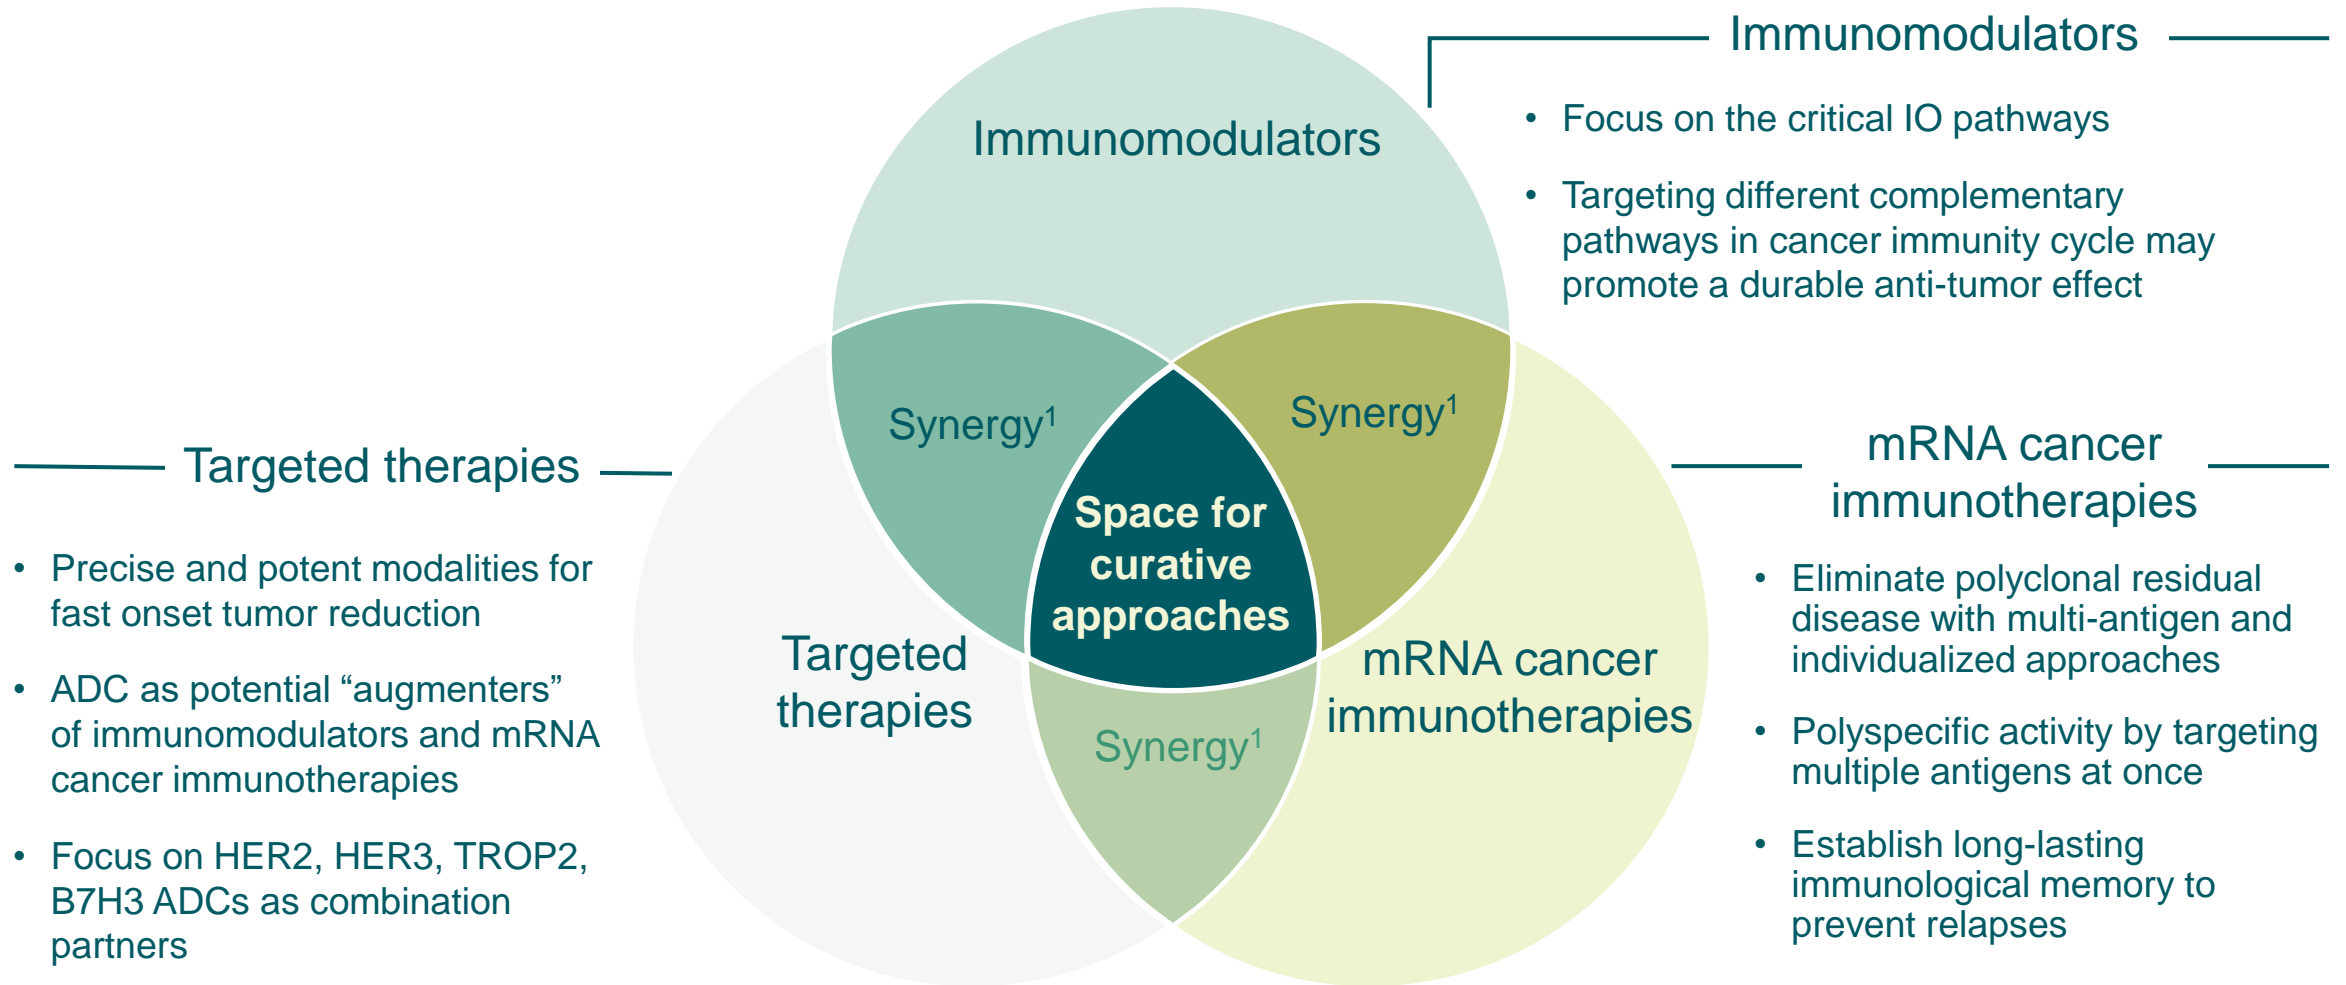 Immunomodulators
• Focus on the critical IO pathways
• Targeting different complementary
pathways in cancer immunity cycle may
promote a durable anti-tumor effect
Immunomodulators
Synergy¹
Synergy¹
Space for
curative
approaches
Targeted
therapies
mRNA cancer
immunotherapies
Synergy¹
Targeted therapies
• Precise and potent modalities for
fast onset tumor reduction
• ADC as potential “augmenters”
of immunomodulators and mRNA
cancer immunotherapies
• Focus on HER2, HER3, TROP2,
B7H3 ADCs as combination
partners
mRNA cancer
immunotherapies
• Eliminate polyclonal residual
disease with multi-antigen and
individualized approaches
• Polyspecific activity by targeting
multiple antigens at once
• Establish long-lasting
immunological memory to
prevent relapses